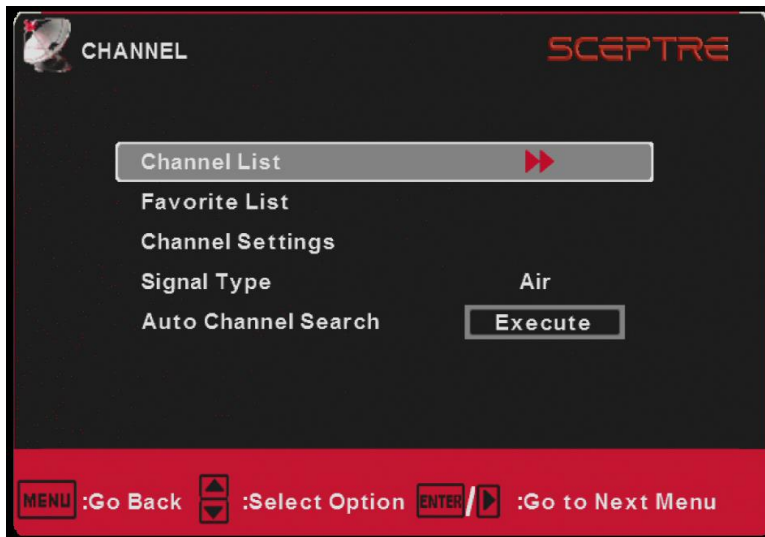 CHANNEL SCEPTRE
Channel List
Favorite List
Channel Settings
Signal Type Air
Auto Channel Search Execute
MENU :Go Back :Select Option ENTER / :Go to Next Menu